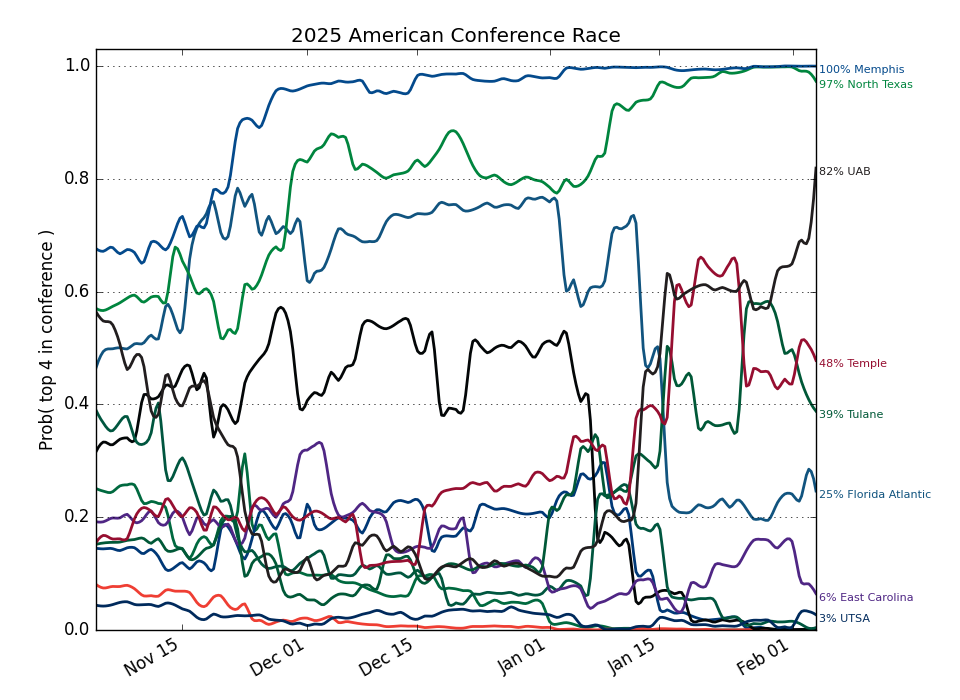 2025 American Conference Race
Prob( top 4 in conference )
1.0
0.8
0.6
0.4
0.2
0.0
Nov 15
Dec 01
Dec 15
Jan 01
Jan 15
Feb 01
100% Memphis
97% North Texas
82% UAB
48% Temple
39% Tulane
25% Florida Atlantic
6% East Carolina
3% UTSA